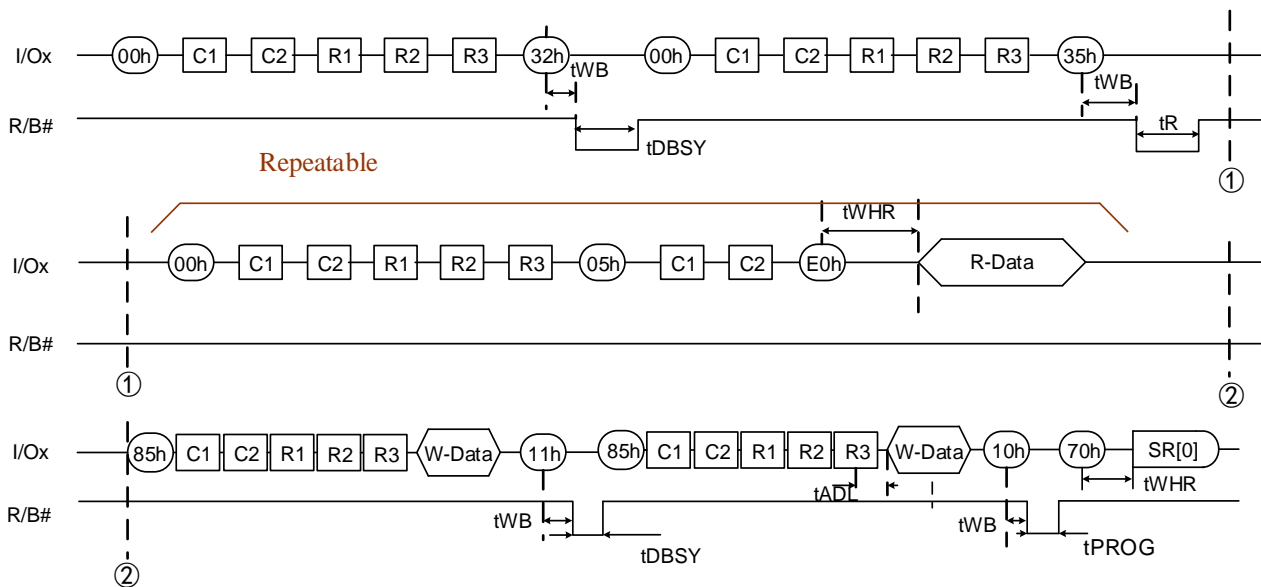 I/Ox 00h C1 C2 R1 R2 R3 32h 00h C1 C2 R1 R2 R3 35h
tWB tWB
R/B# tDBSY tR
①
Repeatable
tWHR
I/Ox 00h C1 C2 R1 R2 R3 05h C1 C2 E0h R-Data
R/B#
① ②
I/Ox 85h C1 C2 R1 R2 R3 W-Data 11h 85h C1 C2 R1 R2 R3 W-Data 10h 70h SR[0]
tADL tWHR
R/B# tWB tWB
tDBSY tPROG
②